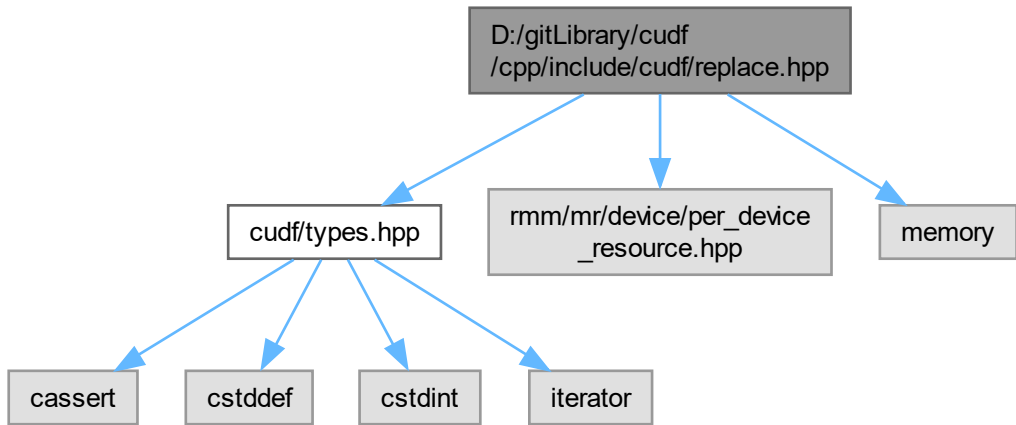 D:/gitLibrary/cudf
/cpp/include/cudf/replace.hpp
cudf/types.hpp
rmm/mr/device/per_device
_resource.hpp
memory
cassert
cstddef
cstdint
iterator